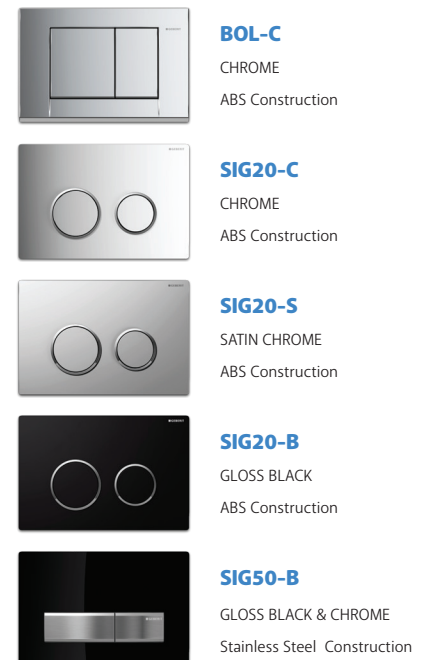 BOL-C
CHROME
ABS Construction
SIG20-C
CHROME
ABS Construction
SIG20-S
SATIN CHROME
ABS Construction
SIG20-B
GLOSS BLACK
ABS Construction
SIG50-B
GLOSS BLACK & CHROME
Stainless Steel Construction